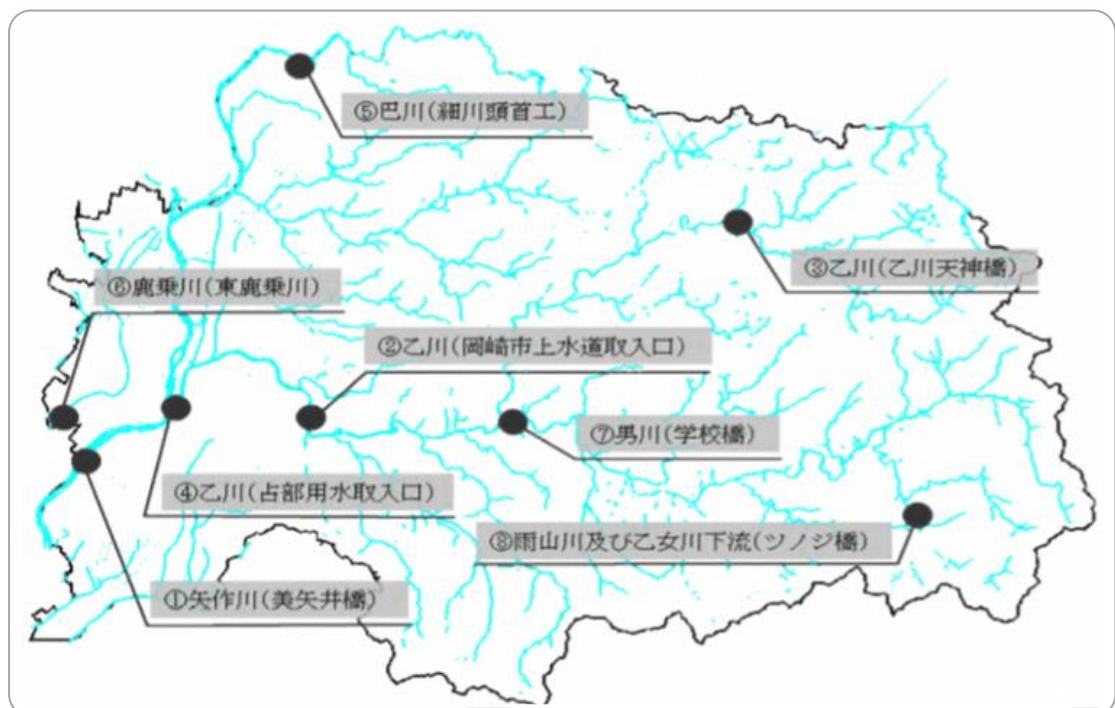 ⑤巴川(細川頭首工)
③乙川(乙川天神橋)
⑥鹿乗川(東鹿乗川)
②乙川(岡崎市上水道取入口)
⑦男川(学校橋)
④乙川(占部用水取入口)
⑧雨山川及び乙女川下流(ツノジ橋)
①矢作川(美矢井橋)